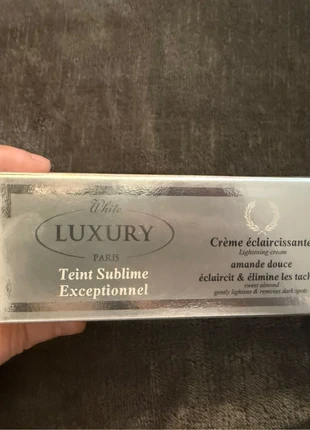 White
LUXURY
PARIS
Teint Sublime
Exceptionnel
Crème éclaircissante
Lightening cream
amande douce
éclaircit & élimine les tach
sweet almond
gently lightens & removes dark spots